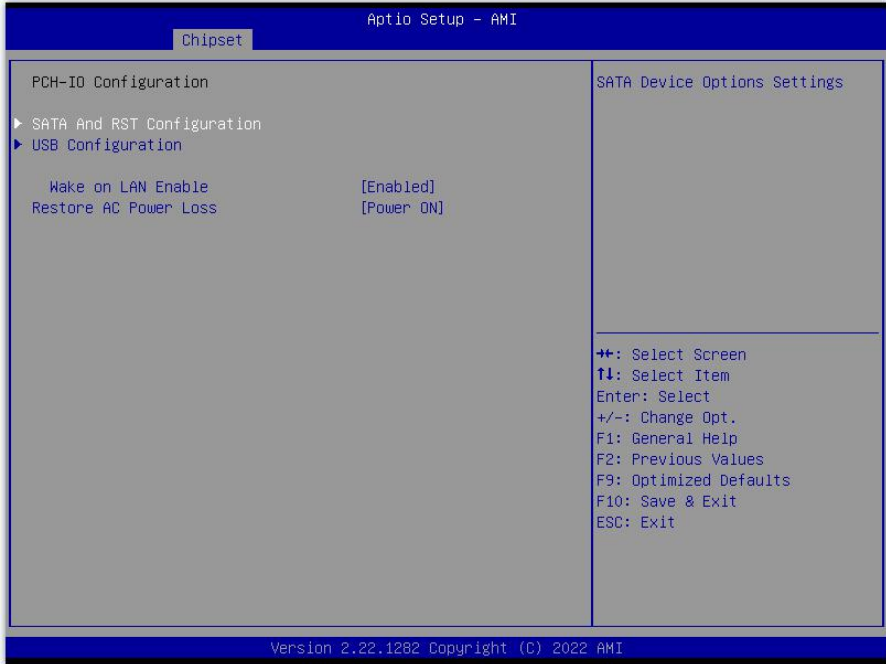 Aptio Setup – AMI
Chipset
PCH-IO Configuration
SATA And RST Configuration
USB Configuration
Wake on LAN Enable [Enabled]
Restore AC Power Loss [Power ON]
SATA Device Options Settings
→←: Select Screen
↑↓: Select Item
Enter: Select
+/-: Change Opt.
F1: General Help
F2: Previous Values
F9: Optimized Defaults
F10: Save & Exit
ESC: Exit
Version 2.22.1282 Copyright (C) 2022 AMI